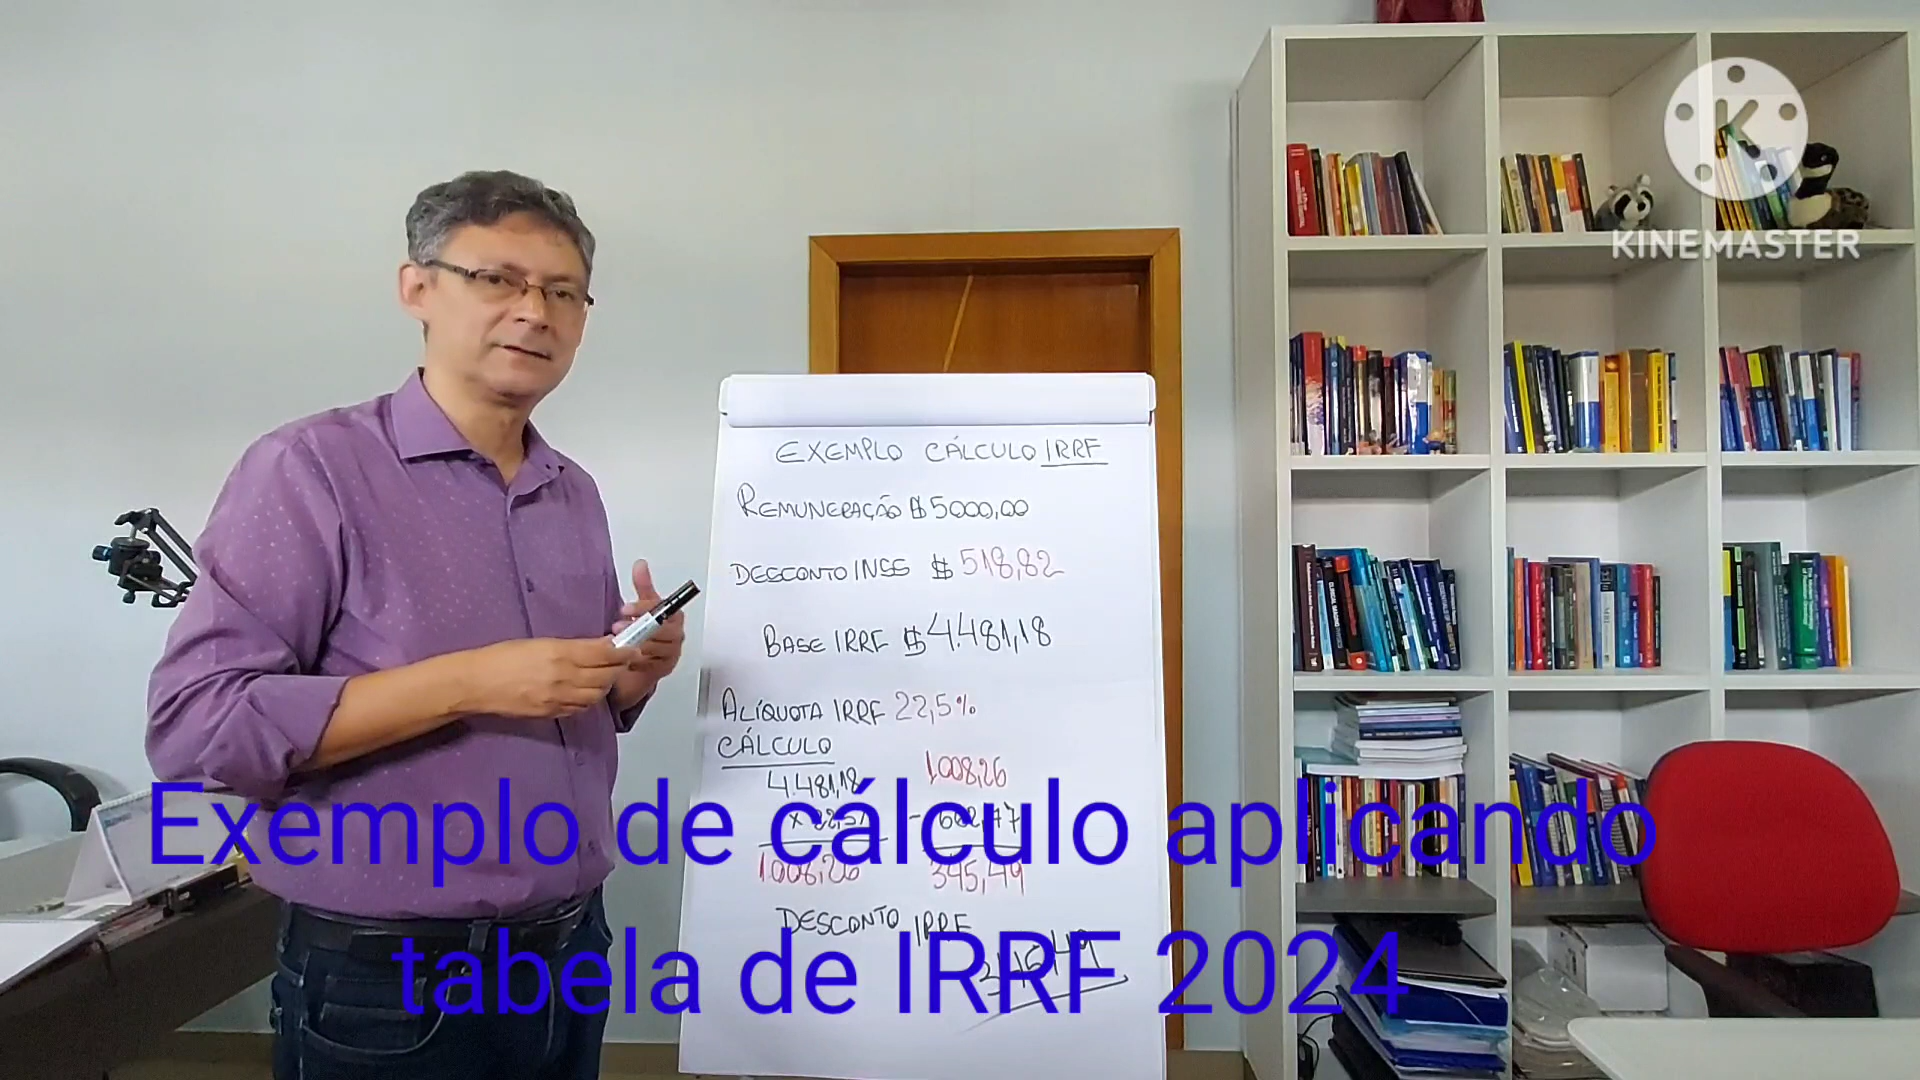 KINEMASTER
EXEMPLO CÁLCULO IRRF
REMUNERAÇÃO $ 5000,00
DESCONTO INSS $ 518,82
BASE IRRF $ 4.481,18
ALÍQUOTA IRRF 22,5%
CÁLCULO
4.481,18
1008,26
1008,26
345,49
DESCONTO IRRF
Exemplo de cálculo aplicando
tabela de IRRF 2024